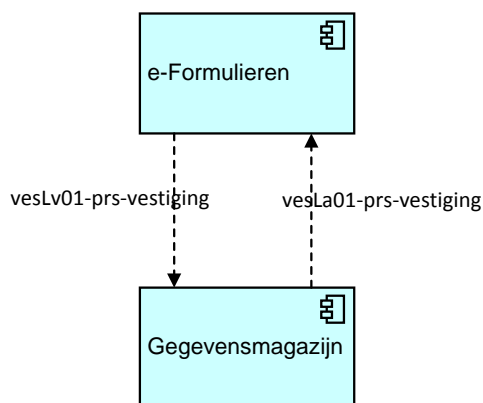 e-Formulieren
vesLv01-prs-vestiging
vesLa01-prs-vestiging
Gegevensmagazijn